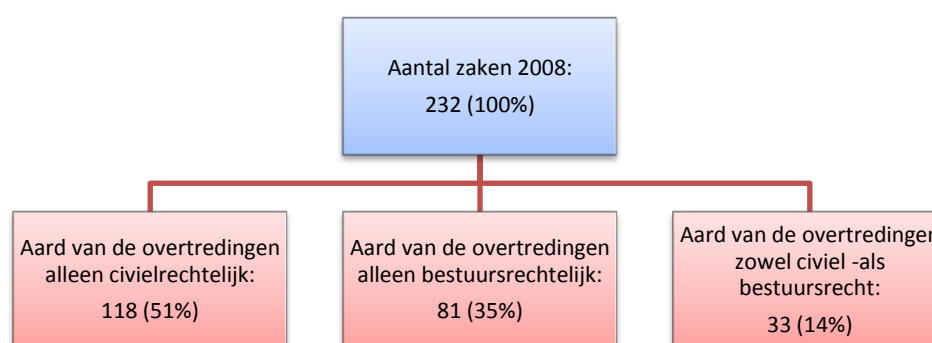 Aantal zaken 2008:
232 (100%)
Aard van de overtredingen
alleen civielrechtelijk:
118 (51%)
Aard van de overtredingen
alleen bestuursrechtelijk:
81 (35%)
Aard van de overtredingen
zowel civiel -als
bestuursrecht:
33 (14%)